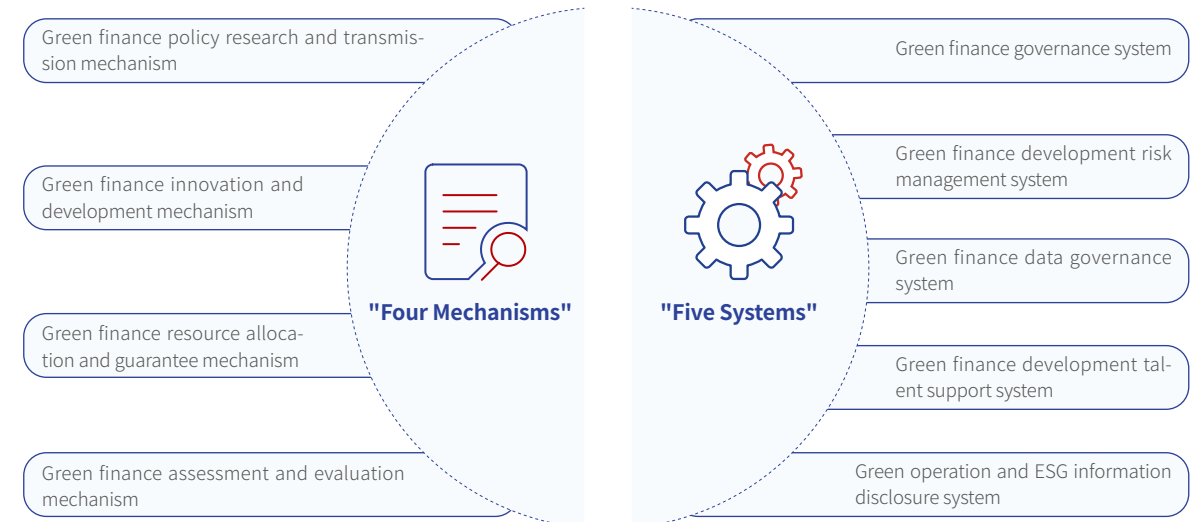 Green finance policy research and transmis-
sion mechanism
Green finance innovation and
development mechanism
Green finance resource alloca-
tion and guarantee mechanism
Green finance assessment and evaluation
mechanism
"Four Mechanisms"
"Five Systems"
Green finance governance system
Green finance development risk
management system
Green finance data governance
system
Green finance development tal-
ent support system
Green operation and ESG information
disclosure system